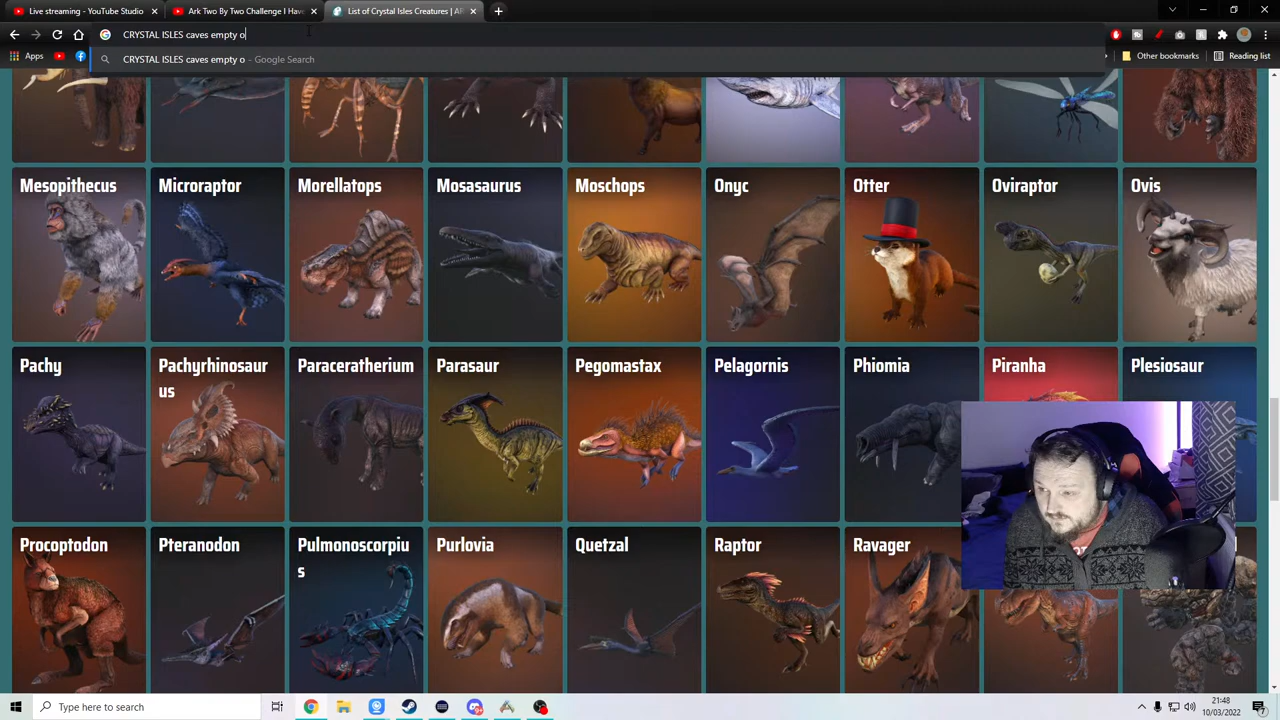 Live streaming - YouTube Studio
Ark Two By Two Challenge I Have
List of Crystal Isles Creatures | A
CRYSTAL ISLES caves empty o
Apps
Other bookmarks
Reading list
CRYSTAL ISLES caves empty o - Google Search
Mesopithecus
Microraptor
Morellatops
Mosasaurus
Moschops
Onyc
Otter
Oviraptor
Ovis
Pachy
Pachyrhinosaur
us
Paraceratherium
Parasaur
Pegomastax
Pelagornis
Phiomia
Piranha
Plesiosaur
Procoptodon
Pteranodon
Pulmonoscorpiu
s
Purlovia
Quetzal
Raptor
Ravager
Type here to search
21:48
10/03/2022